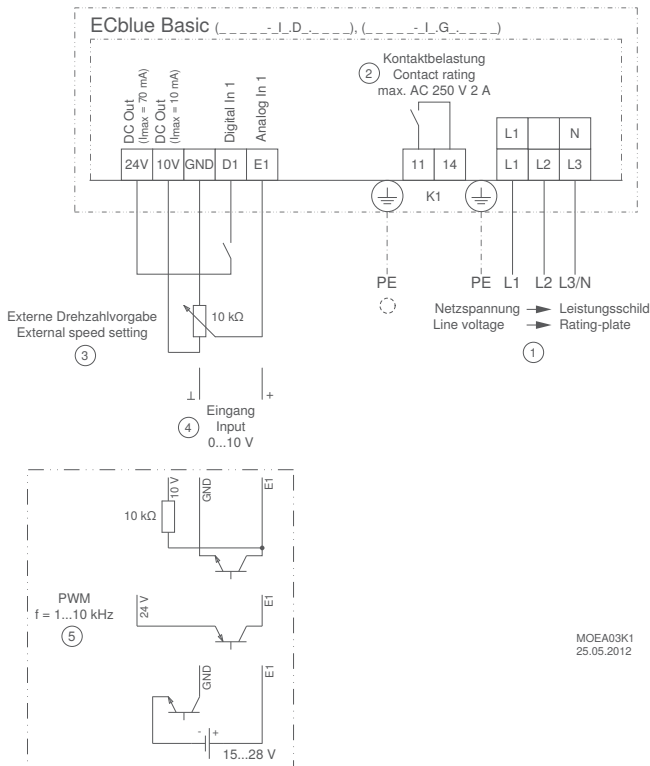 ECblue Basic (_ _ _ _ _-_I_.D_._ _ _ _), (_ _ _ _ _-_I_.G_._ _ _ _)
Kontaktbelastung
2 Contact rating
max. AC 250 V 2 A
DC Out
(Imax = 70 mA)
DC Out
(Imax = 10 mA)
Digital In 1
Analog In 1
L1 N
24V 10V GND D1 E1 11 14 L1 L2 L3
K1
PE PE L1 L2 L3/N
Externe Drehzahlvorgabe
External speed setting
3
10 kΩ
Netzspannung Leistungsschild
Line voltage Rating-plate
1
⊥ +
Eingang
4 Input
0...10 V
10 V GND E1
10 kΩ
PWM
f = 1...10 kHz
5
24 V E1
GND E1
- +
15...28 V
MOEA03K1
25.05.2012